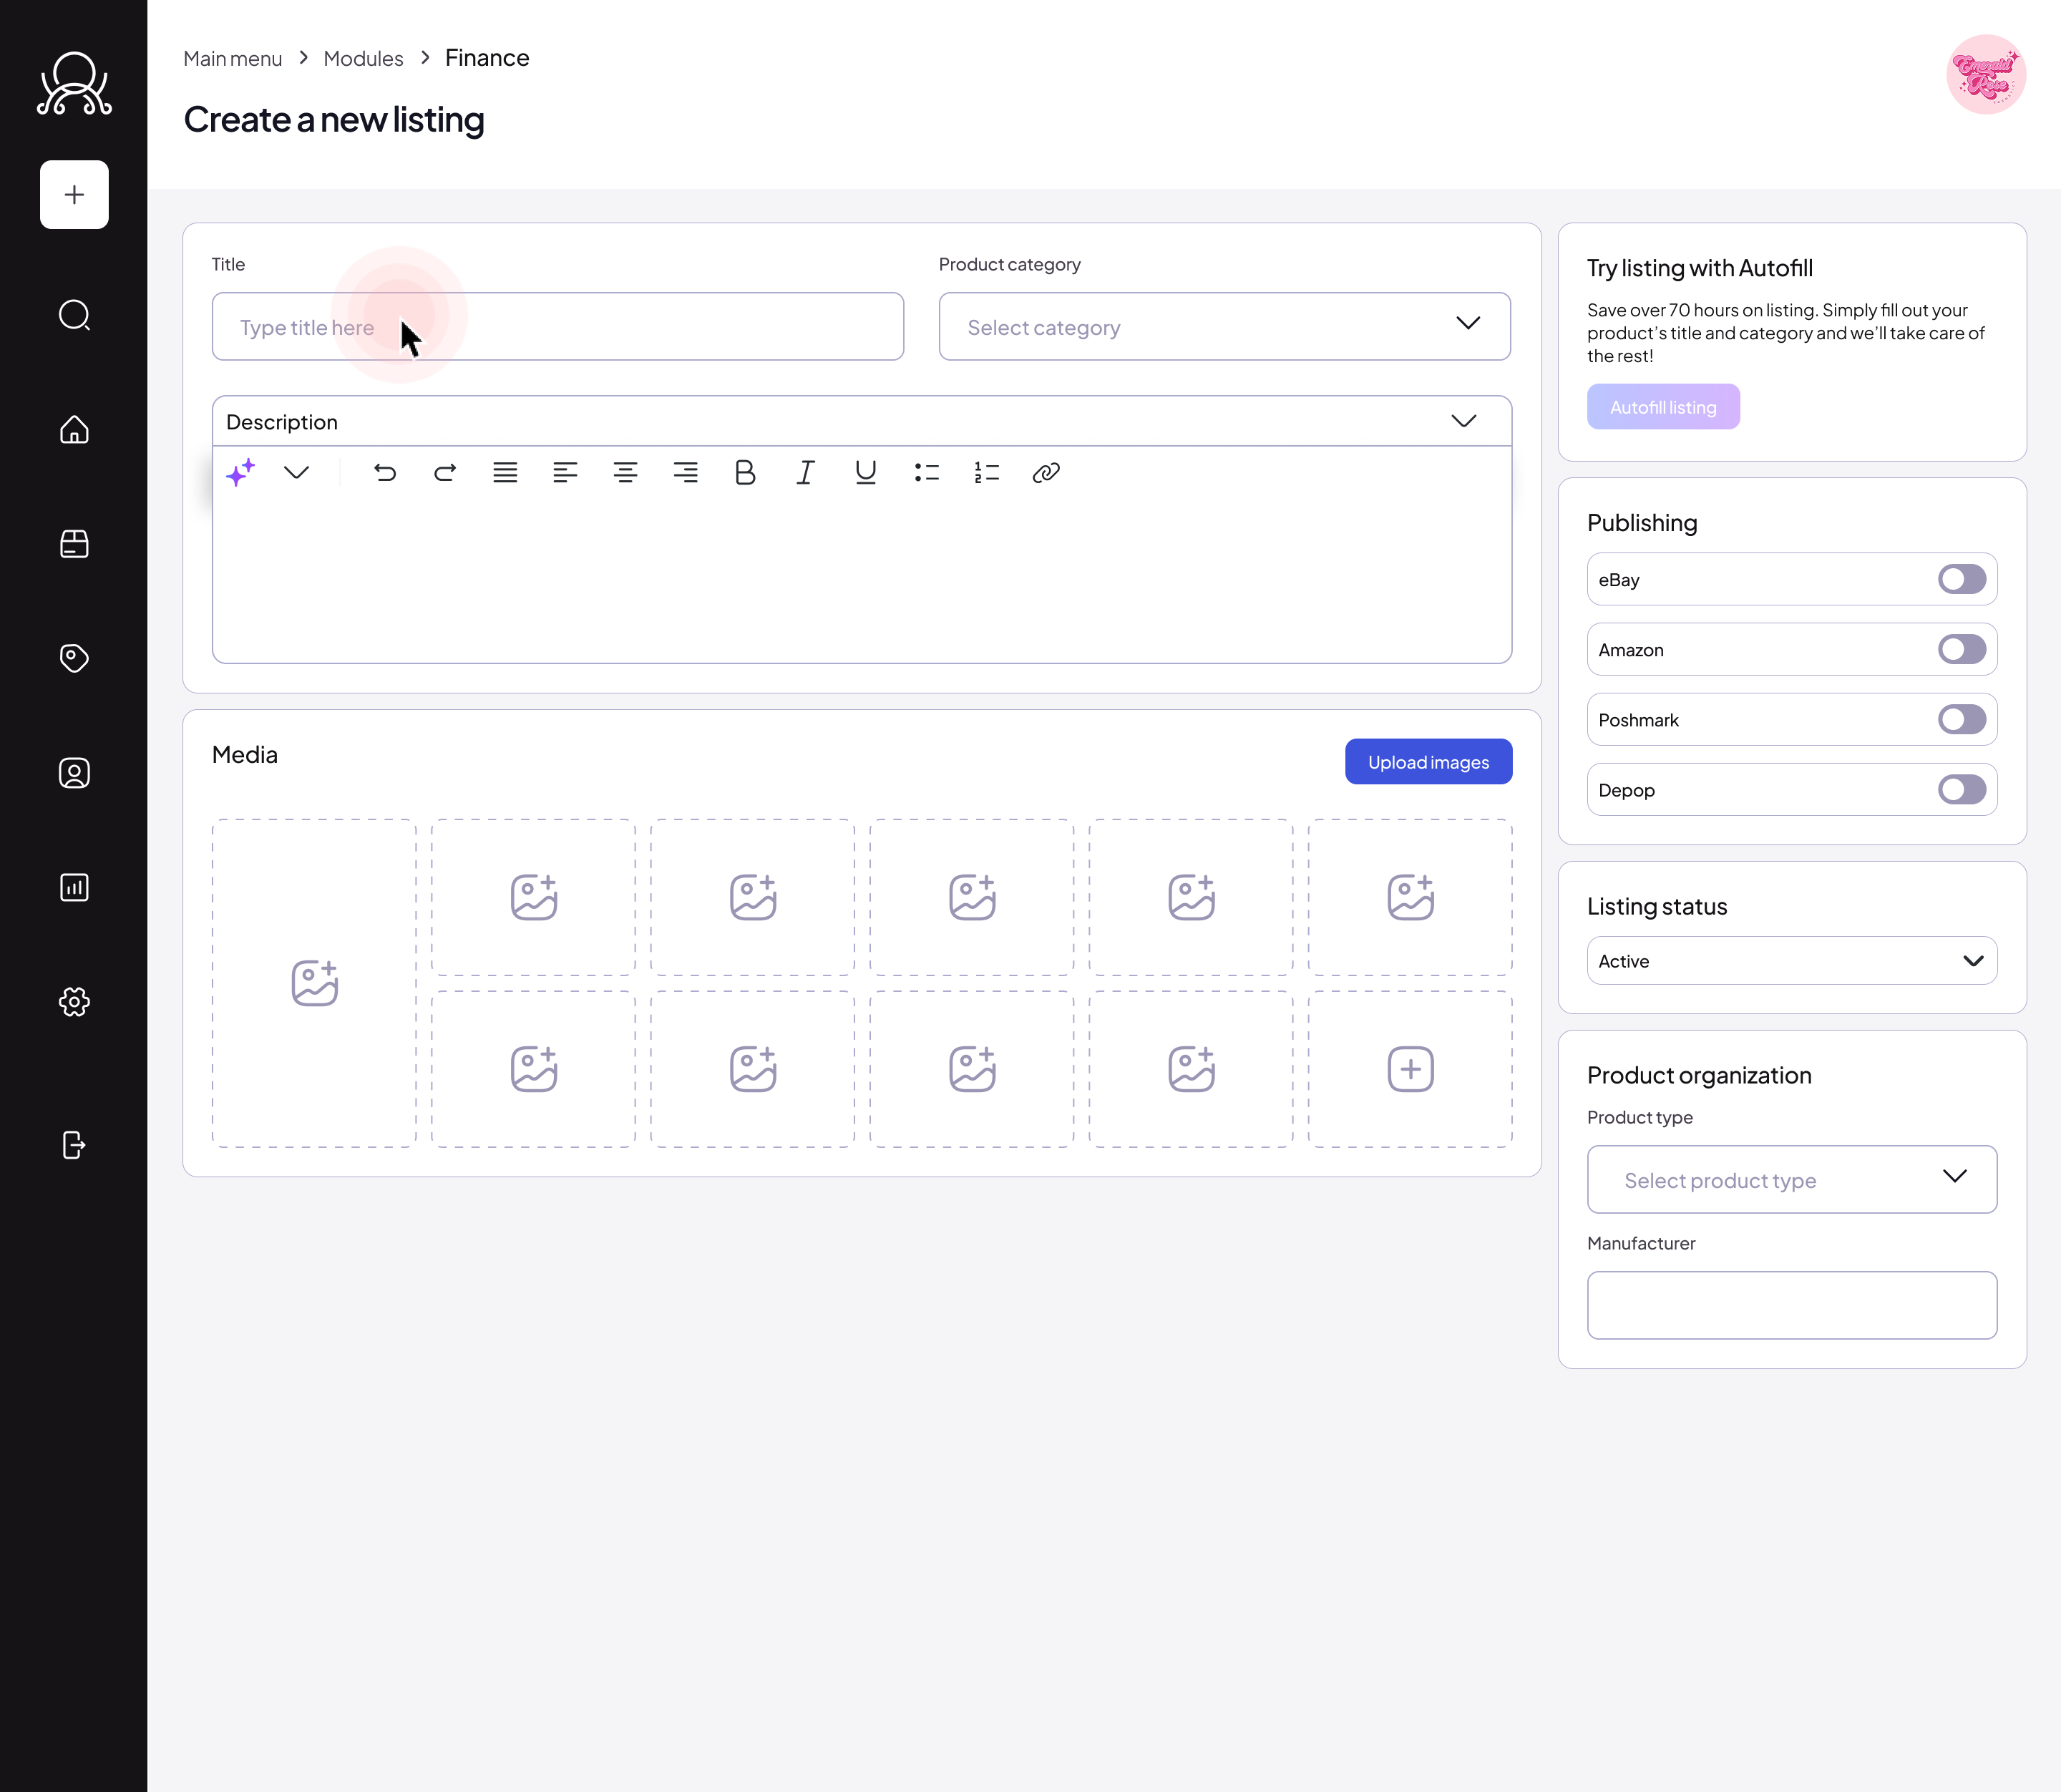 Main menu > Modules > Finance
Create a new listing
Emerald
Rose
Title
Type title here
Product category
Select category
Description
Media
Upload images
Try listing with Autofill
Save over 70 hours on listing. Simply fill out your
product's title and category and we'll take care of
the rest!
Autofill listing
Publishing
eBay
Amazon
Poshmark
Depop
Listing status
Active
Product organization
Product type
Select product type
Manufacturer